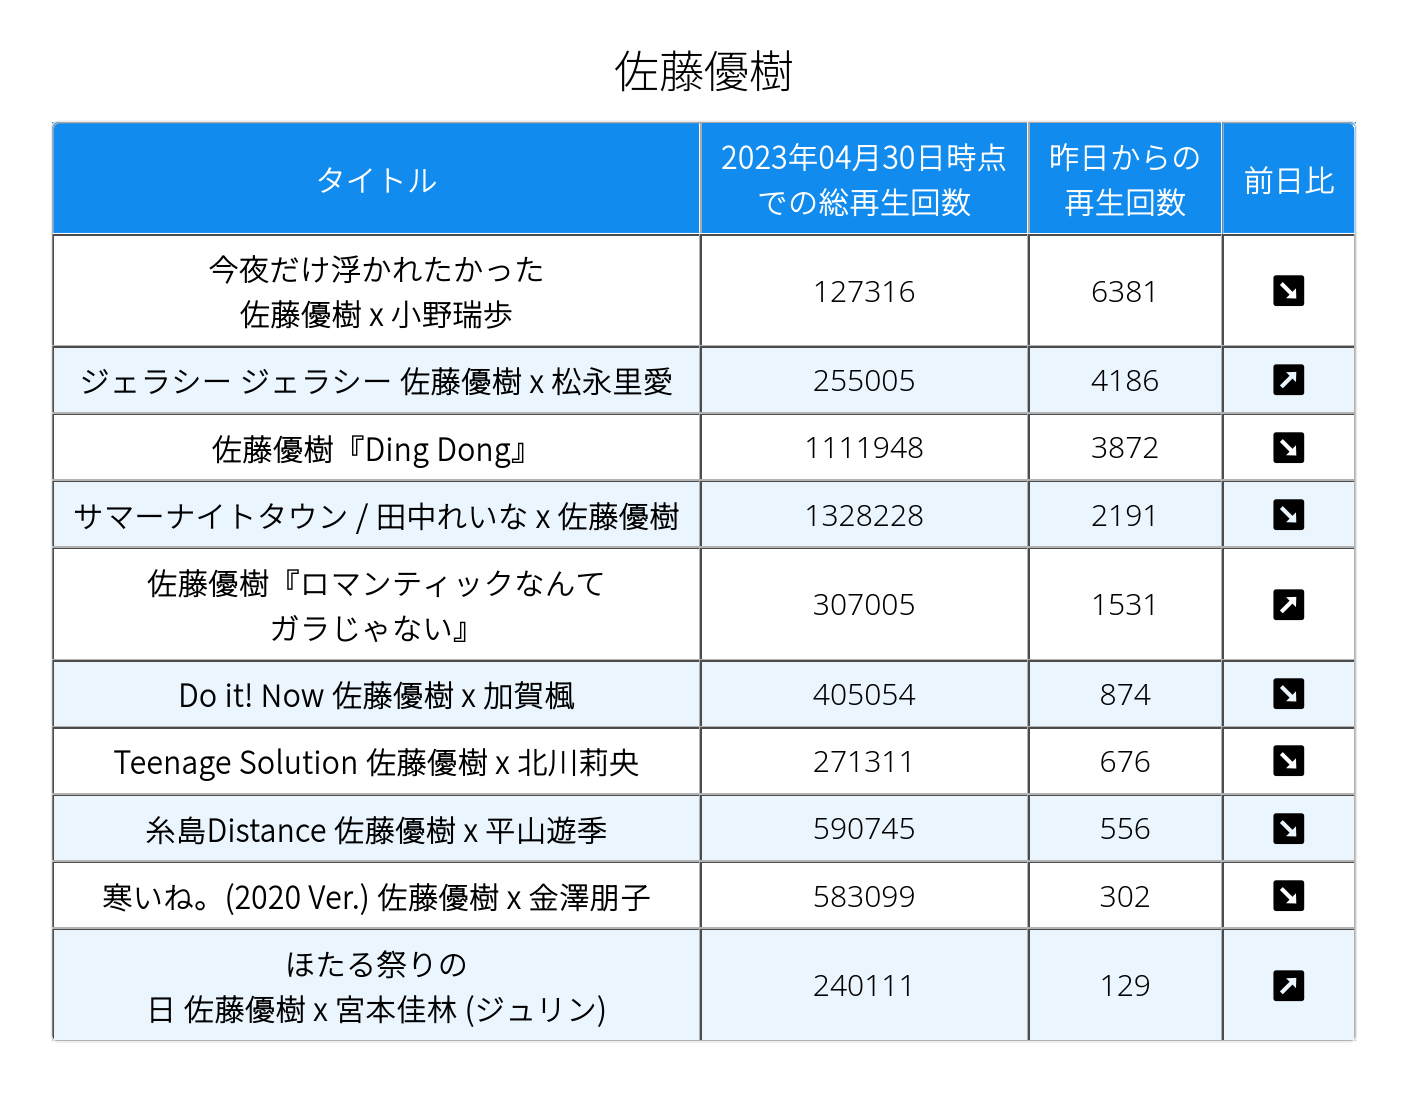 佐藤優樹
タイトル
2023年04月30日時点
での総再生回数
昨日からの
再生回数
前日比
今夜だけ浮かれたかった
佐藤優樹 x 小野瑞歩
127316
6381
ジェラシー ジェラシー 佐藤優樹 x 松永里愛
255005
4186
佐藤優樹『Ding Dong』
1111948
3872
サマーナイトタウン / 田中れいな x 佐藤優樹
1328228
2191
佐藤優樹『ロマンティックなんて
ガラじゃない』
307005
1531
Do it! Now 佐藤優樹 x 加賀楓
405054
874
Teenage Solution 佐藤優樹 x 北川莉央
271311
676
糸島Distance 佐藤優樹 x 平山遊季
590745
556
寒いね。(2020 Ver.) 佐藤優樹 x 金澤朋子
583099
302
ほたる祭りの
日 佐藤優樹 x 宮本佳林 (ジュリン)
240111
129